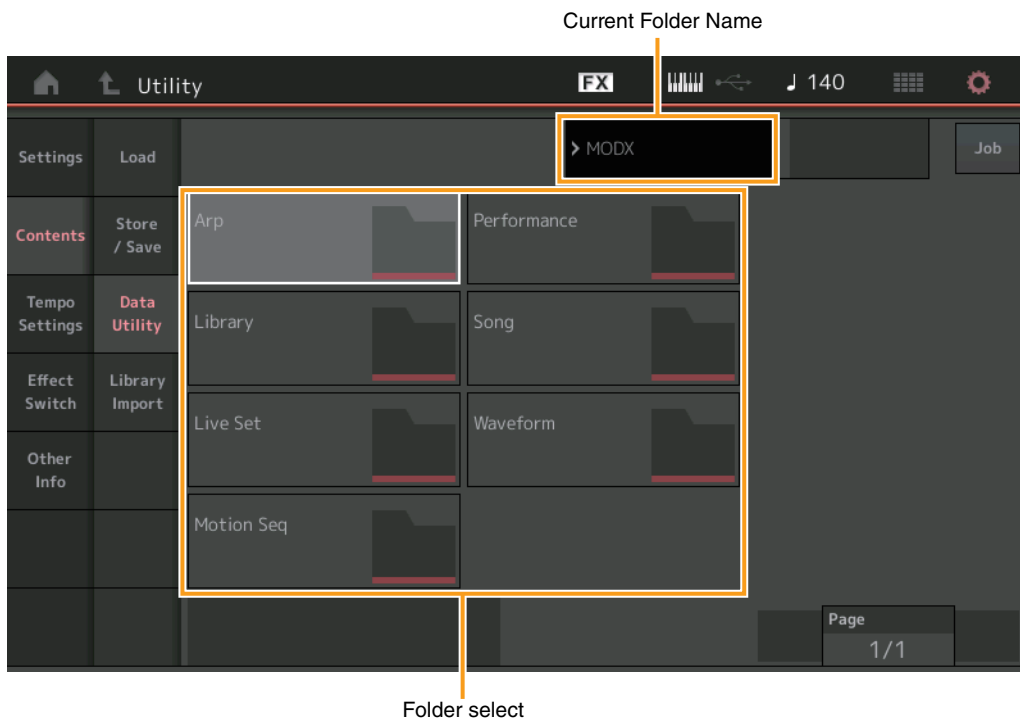 Current Folder Name
Utility
FX
140
Settings
Load
> MODX
Job
Contents
Store
/ Save
Arp
Performance
Tempo
Settings
Data
Utility
Library
Song
Effect
Switch
Library
Import
Live Set
Waveform
Other
Info
Motion Seq
Page
1/1
Folder select